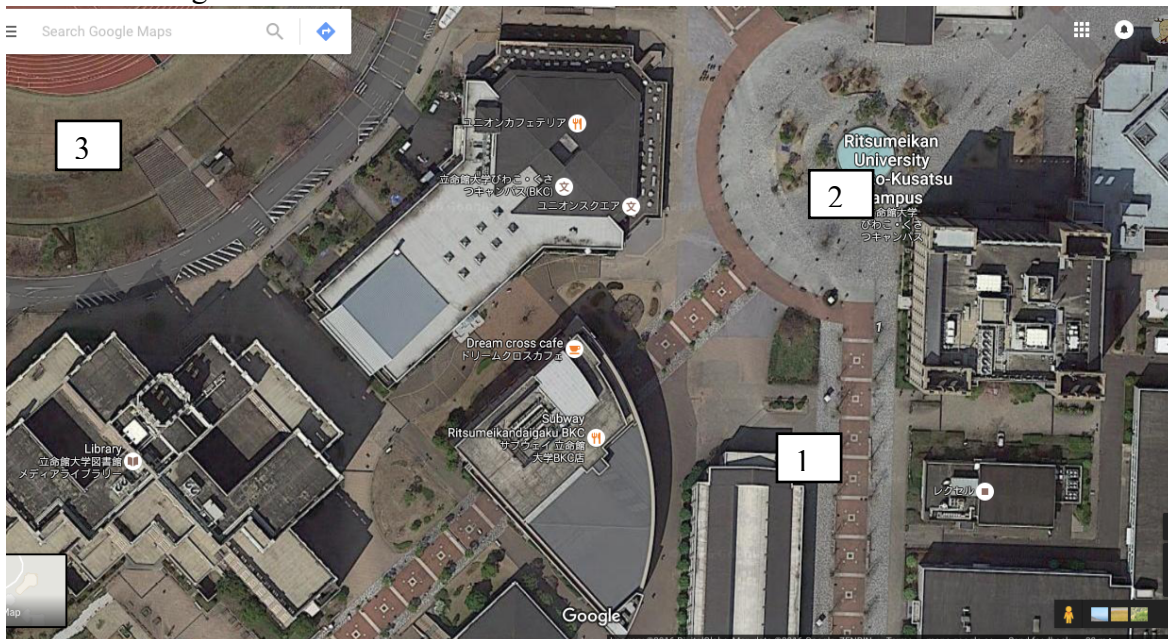 Search Google Maps
3
ユニオンカフェテリア
立命館大学びわこ・くさ
つキャンパス(BKC)
ユニオンスクエア
Ritsumeikan
University
o-Kusatsu
ampus
命館大学
びわこ・くさ
つキャンパス
2
1
Dream cross cafe
ドリームクロスカフェ
Subway
Ritsumeikandaigaku BKC
サブウェイ 立命館
大学BKC店
Library
立命館大学図書館
メディアライブラリー
1
レクセル
Map
Google